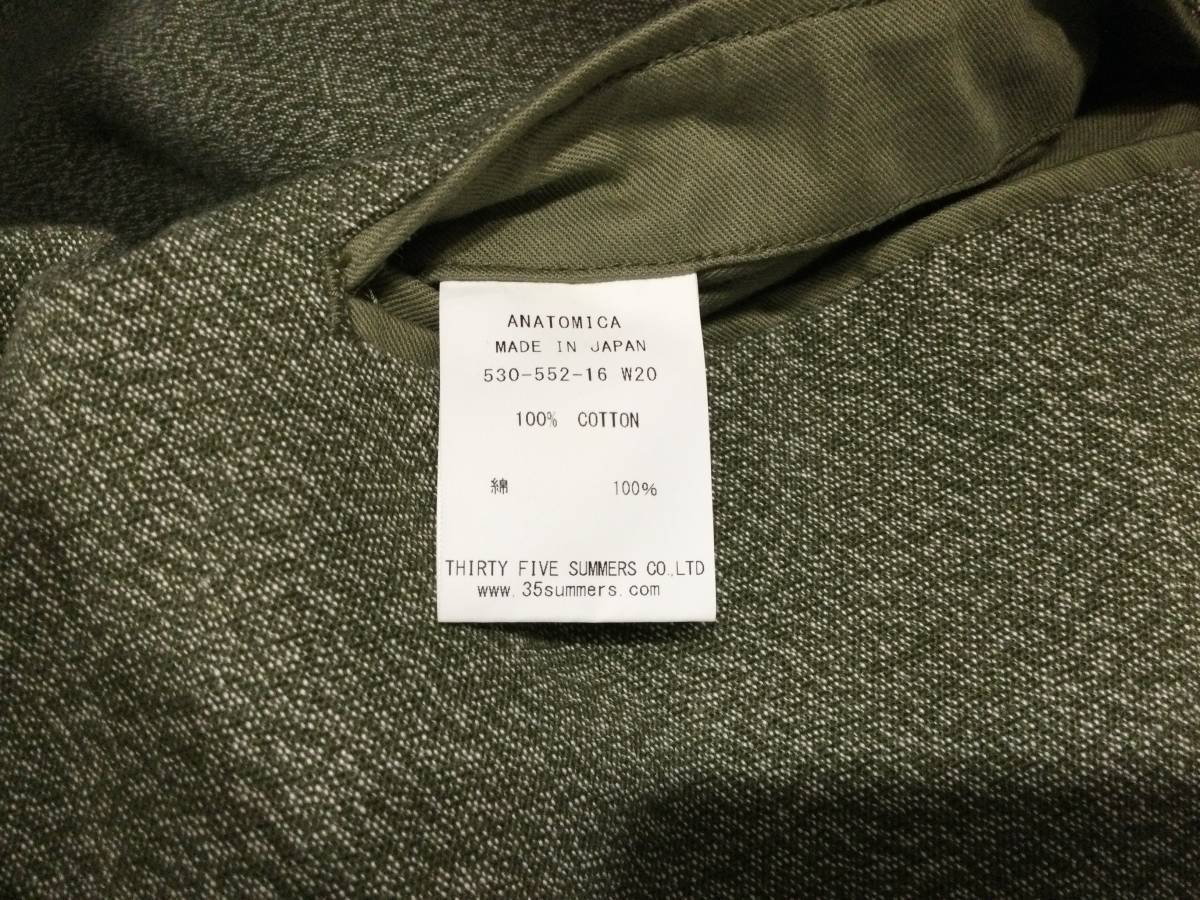 ANATOMICA
MADE IN JAPAN
530-552-16 W20
100% COTTON
綿 100%
THIRTY FIVE SUMMERS CO.,LTD
www.35summers.com